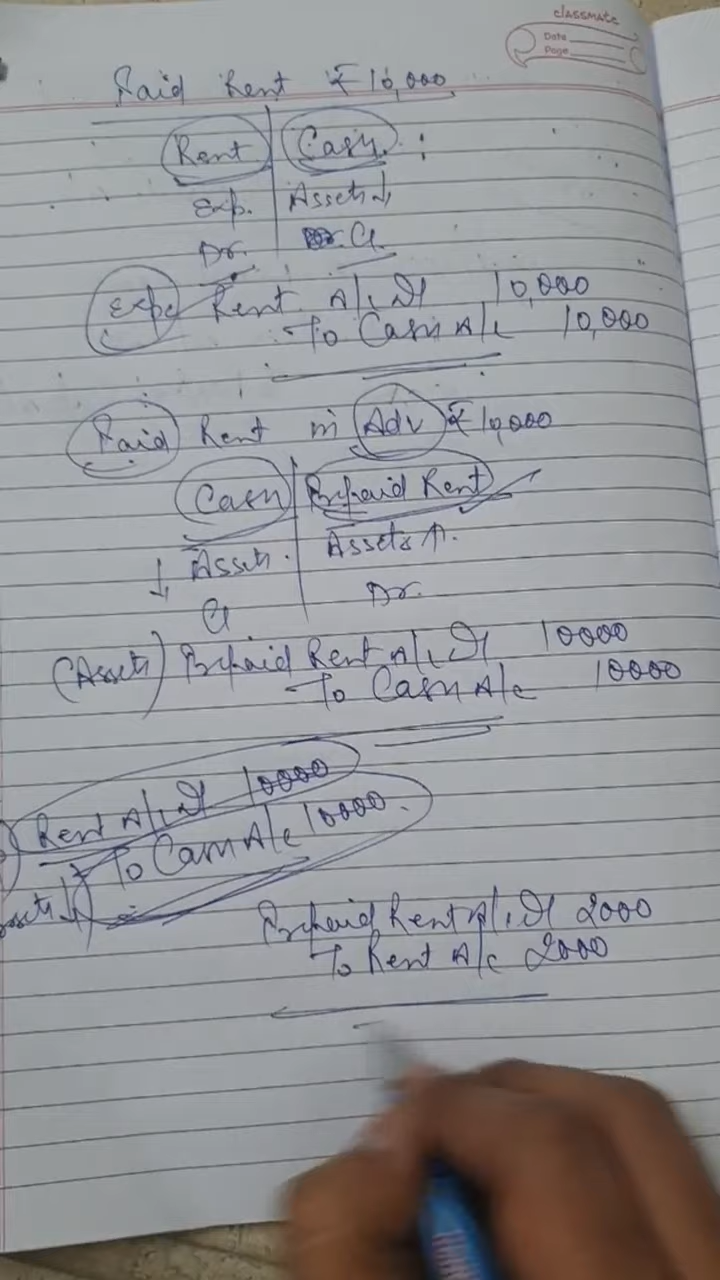 classmate
Date
Page
Paid Rent ₹ 10,000
Rent Cash :
Exp. Assets ↓
Dr. Cr.
Exp. Rent A/c Dr 10,000
To Cash A/c 10,000
Paid Rent in Adv ₹ 10,000
Cash Prepaid Rent
↓ Assets. Assets ↑.
Cr Dr.
(Assets) Prepaid Rent A/c Dr 10000
To Cash A/c 10000
Rent A/c Dr 10000
To Cash A/c 10000.
Prepaid Rent A/c Dr 2000
To Rent A/c 2000